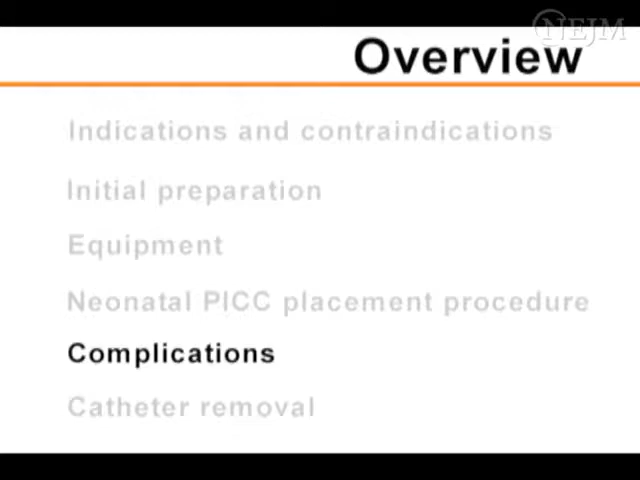 NEJM
Overview
Indications and contraindications
Initial preparation
Equipment
Neonatal PICC placement procedure
Complications
Catheter removal